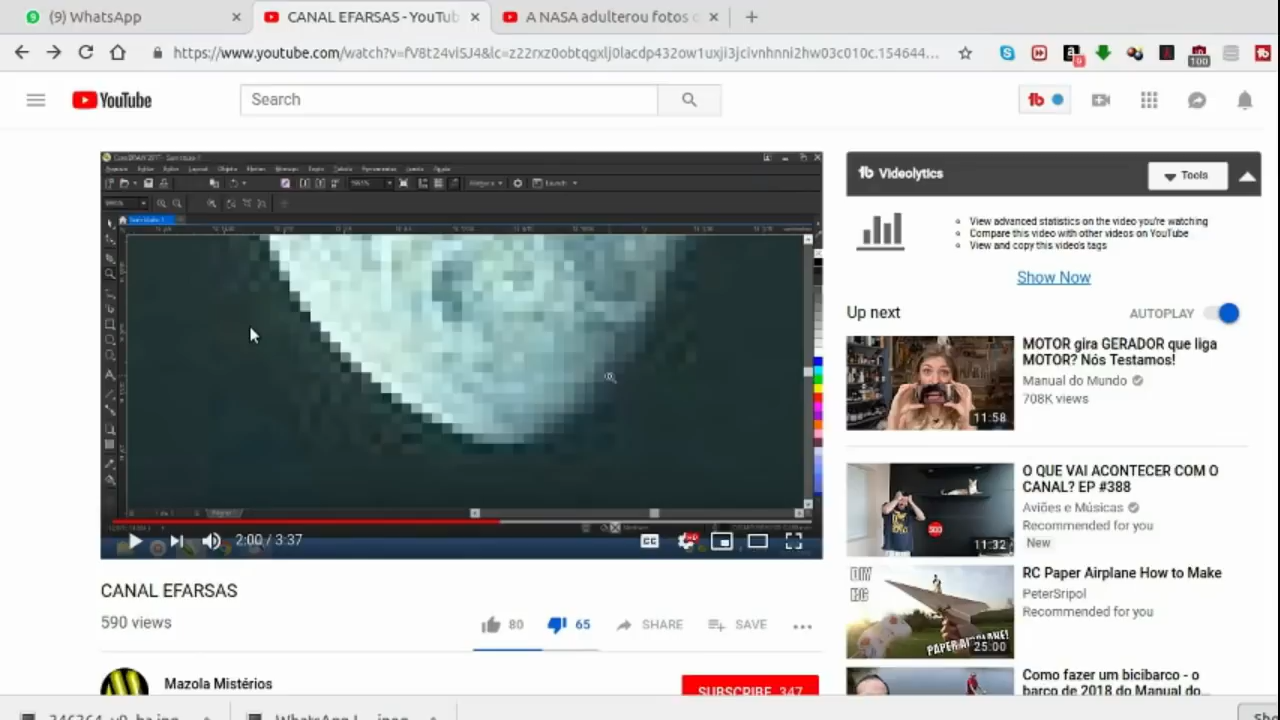 (9) WhatsApp
CANAL EFARSAS - YouTub
A NASA adulterou fotos
https://www.youtube.com/watch?v=fV8t24viSJ4&lc=z22rxz0obtqgxlj0lacdp432ow1uxji3jcivnhnni2hw03c010c.154644...
100
YouTube
Search
tb
tb Videolytics
Tools
View advanced statistics on the video you're watching
Compare this video with other videos on YouTube
View and copy this video's tags
Show Now
Up next
AUTOPLAY
MOTOR gira GERADOR que liga
MOTOR? Nós Testamos!
Manual do Mundo
708K views
11:58
O QUE VAI ACONTECER COM O
CANAL? EP #388
Aviões e Músicas
Recommended for you
New
11:32
RC Paper Airplane How to Make
PeterSripol
Recommended for you
PAPER AIRPLANE!
25:00
Como fazer um bicibarco - o
barco de 2018 do Manual do...
2:00 / 3:37
CC
CANAL EFARSAS
590 views
80
65
SHARE
SAVE
Mazola Mistérios
SUBSCRIBE 347